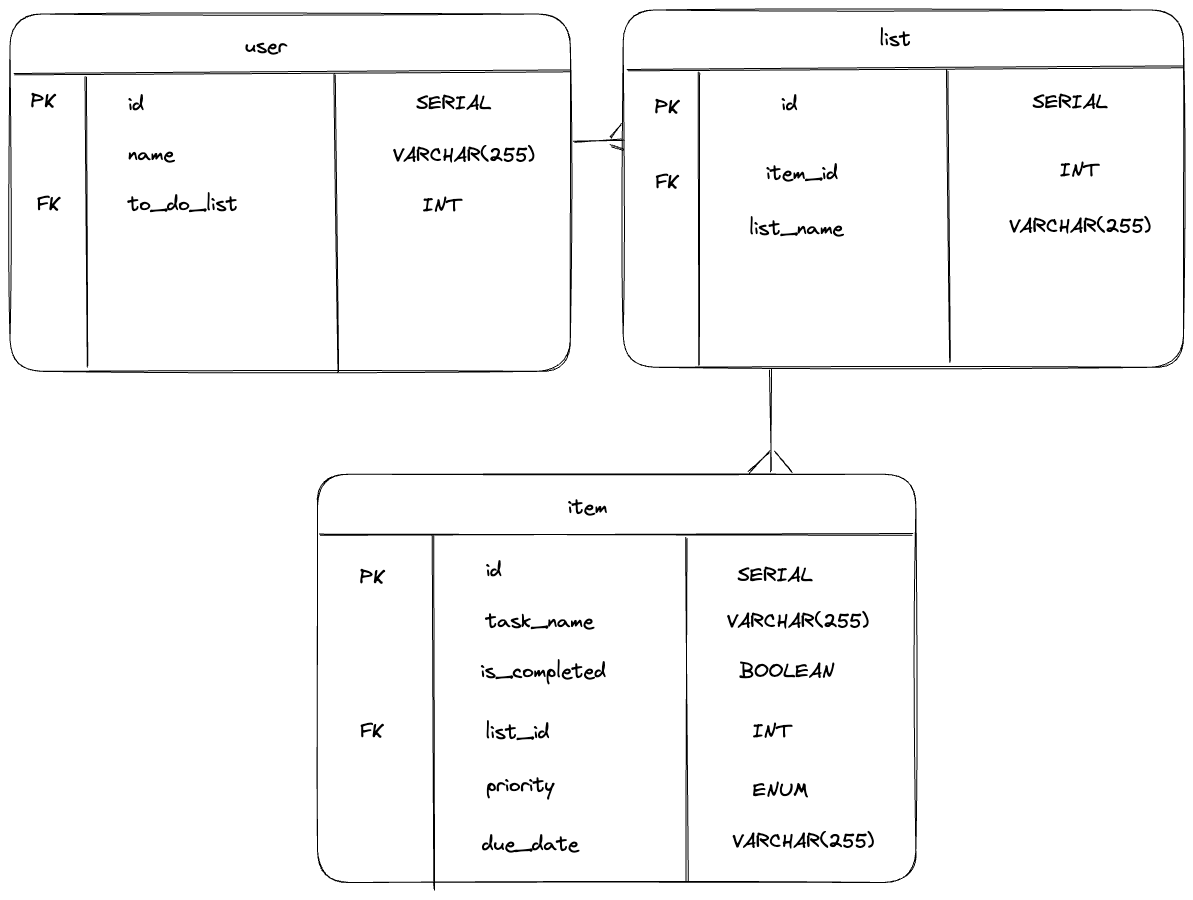 user
PK id SERIAL
name VARCHAR(255)
FK to_do_list INT
list
PK id SERIAL
FK item_id INT
list_name VARCHAR(255)
item
PK id SERIAL
task_name VARCHAR(255)
is_completed BOOLEAN
FK list_id INT
priority ENUM
due_date VARCHAR(255)